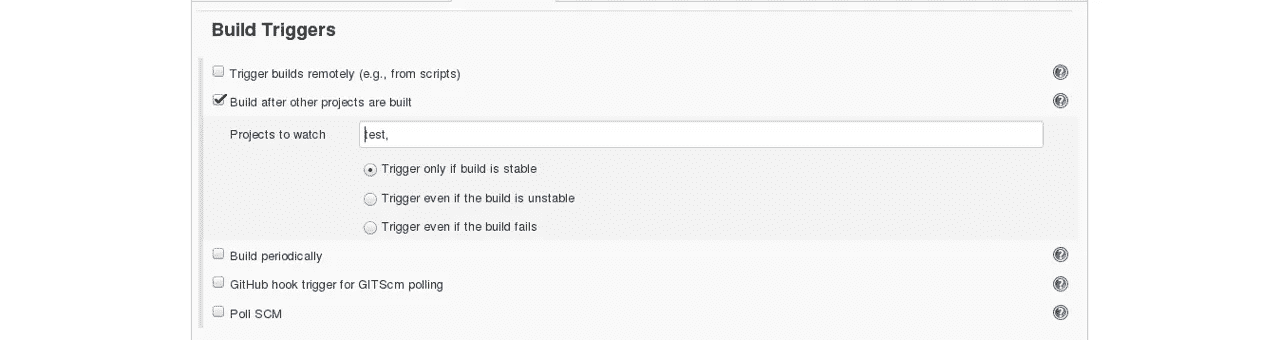 Build Triggers
Trigger builds remotely (e.g., from scripts)
Build after other projects are built
Projects to watch test,
Trigger only if build is stable
Trigger even if the build is unstable
Trigger even if the build fails
Build periodically
GitHub hook trigger for GITScm polling
Poll SCM